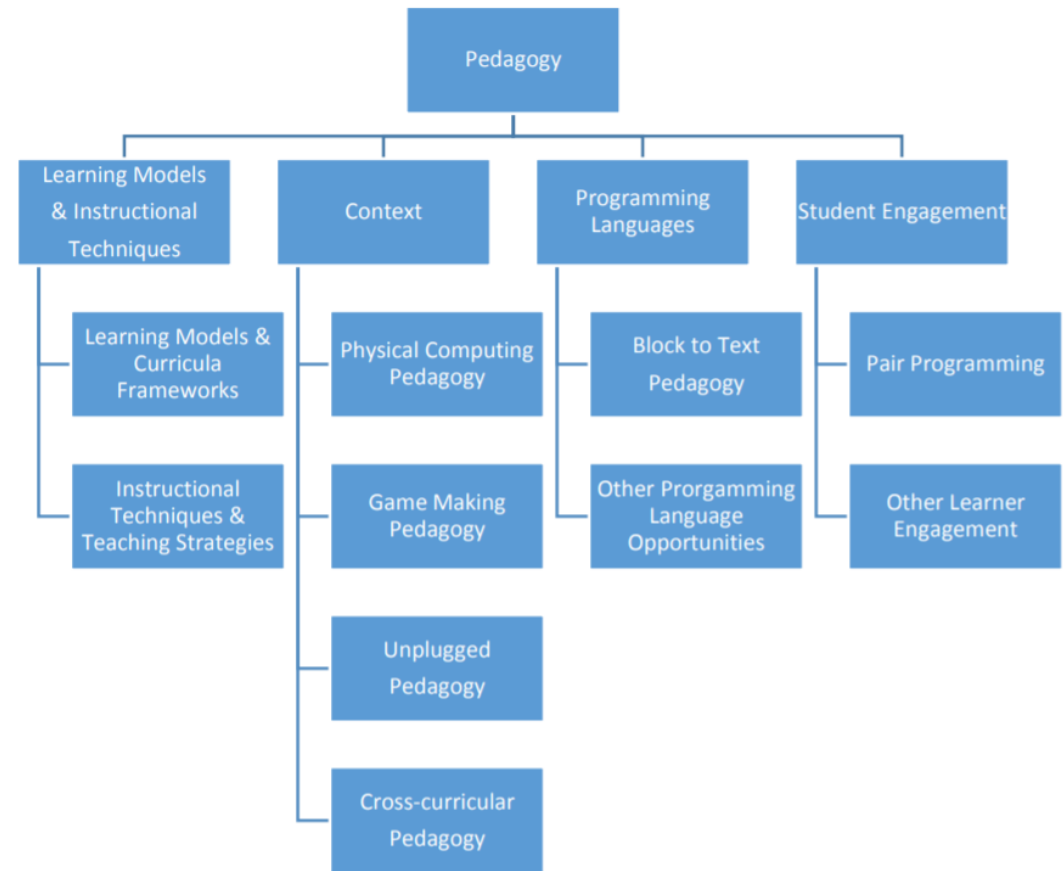 Pedagogy
Learning Models
& Instructional
Techniques
Context
Programming
Languages
Student Engagement
Learning Models &
Curricula
Frameworks
Physical Computing
Pedagogy
Block to Text
Pedagogy
Pair Programming
Instructional
Techniques &
Teaching Strategies
Game Making
Pedagogy
Other Prorgamming
Language
Opportunities
Other Learner
Engagement
Unplugged
Pedagogy
Cross-curricular
Pedagogy